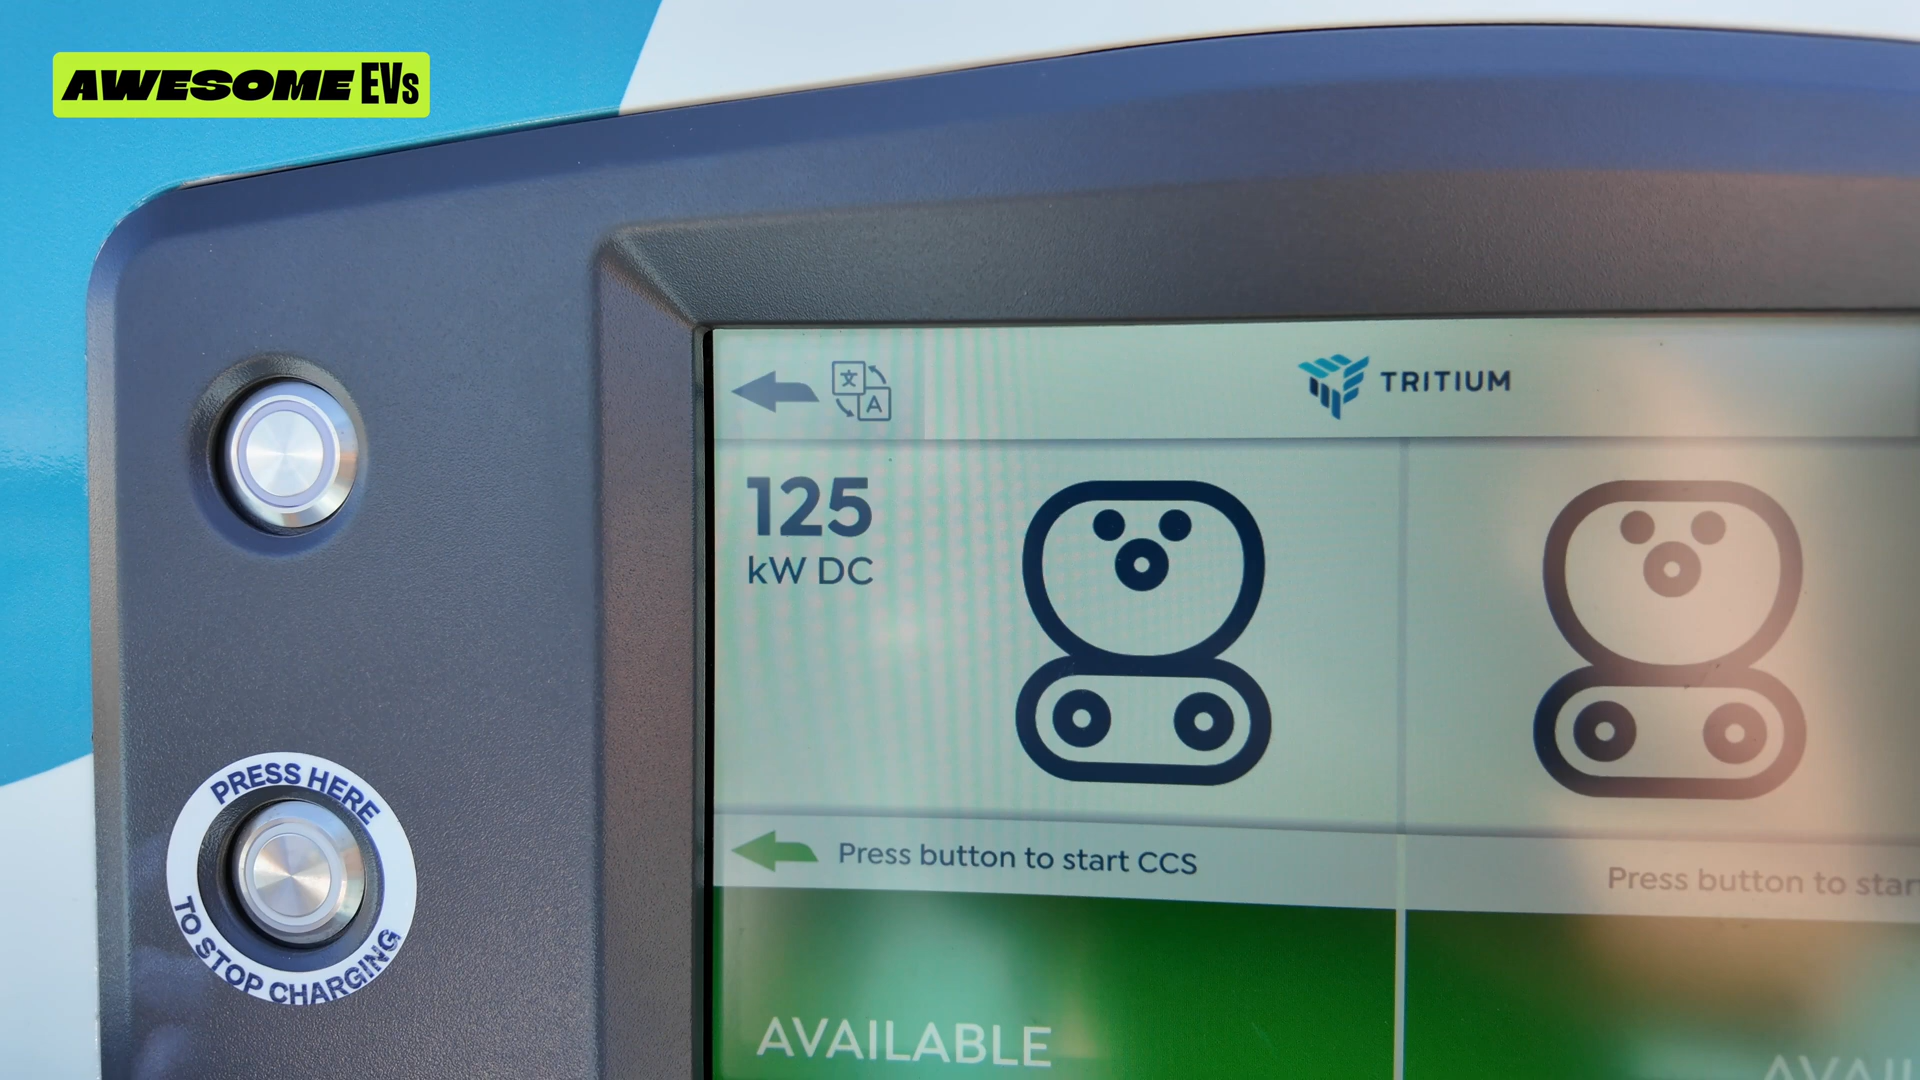 AWESOME EVs
文 A
TRITIUM
125
kW DC
Press button to start CCS
Press button to
AVAILABLE
PRESS HERE
TO STOP CHARGING